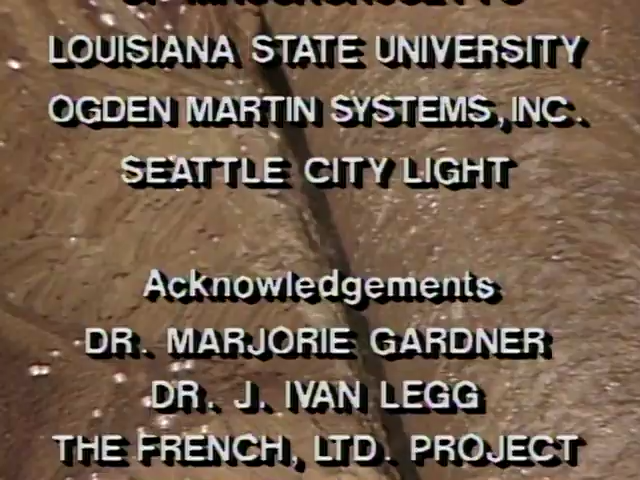 LOUISIANA STATE UNIVERSITY
OGDEN MARTIN SYSTEMS, INC.
SEATTLE CITY LIGHT
Acknowledgements
DR. MARJORIE GARDNER
DR. J. IVAN LEGG
THE FRENCH, LTD. PROJECT